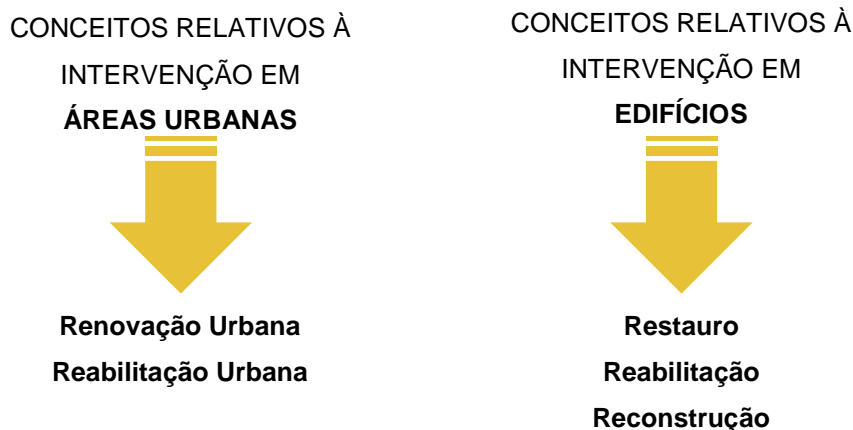 CONCEITOS RELATIVOS À
INTERVENÇÃO EM
ÁREAS URBANAS
Renovação Urbana
Reabilitação Urbana
CONCEITOS RELATIVOS À
INTERVENÇÃO EM
EDIFÍCIOS
Restauro
Reabilitação
Reconstrução